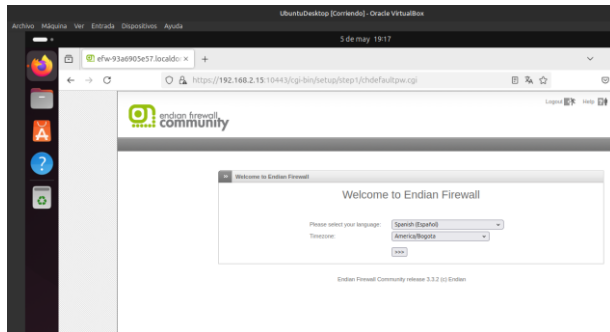 UbuntuDesktop [Corriendo] - Oracle VirtualBox
Archivo Máquina Ver Entrada Dispositivos Ayuda
5 de may 19:17
efw-93a6905e57.localdo
https://192.168.2.15:10443/cgi-bin/setup/step1/chdefaultpw.cgi
endian firewall
community
Logout Help
Welcome to Endian Firewall
Welcome to Endian Firewall
Please select your language: Spanish (Español)
Timezone: America/Bogota
>>>
Endian Firewall Community release 3.3.2 (c) Endian